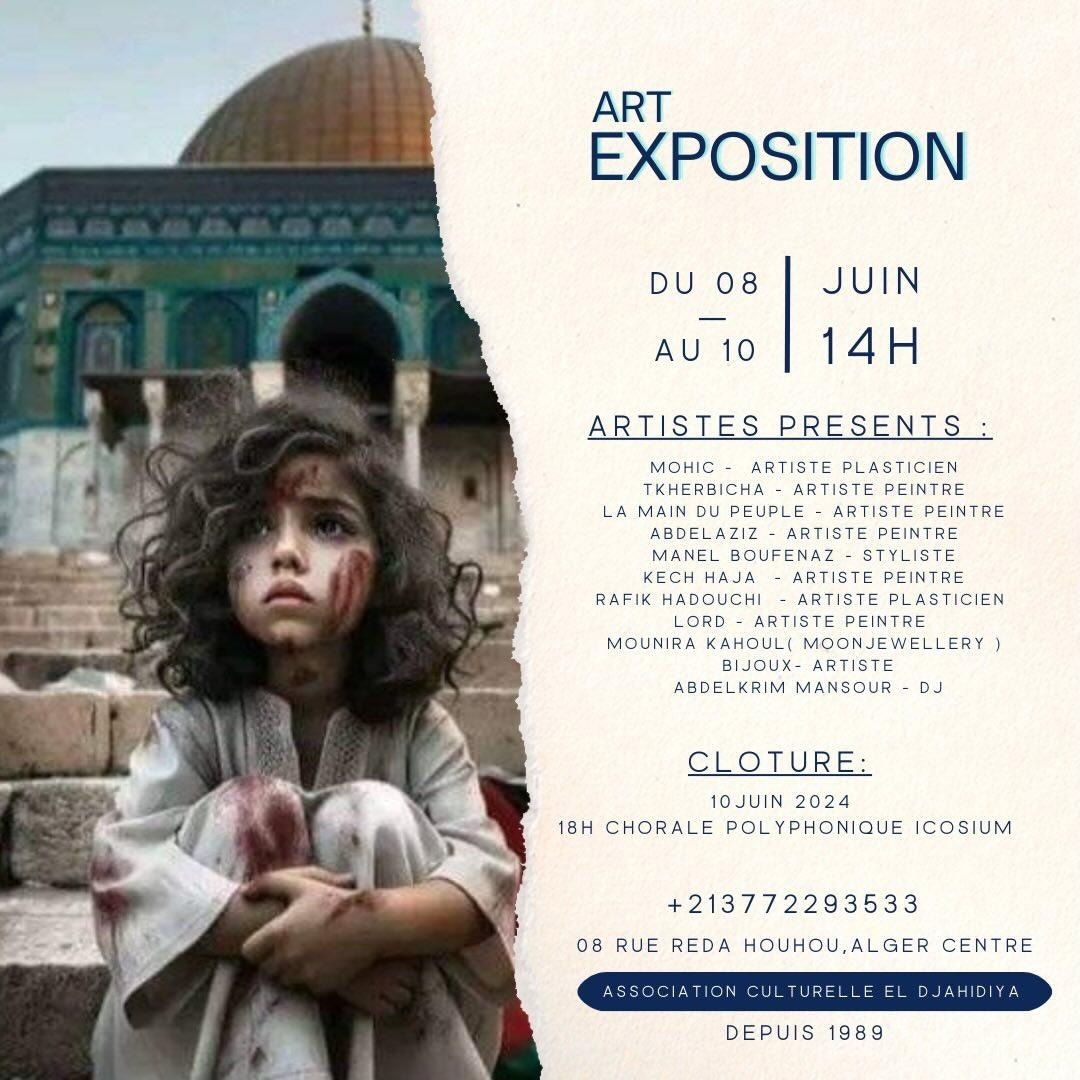 ART
EXPOSITION
DU 08
—
AU 10
JUIN
14H
ARTISTES PRESENTS :
MOHIC - ARTISTE PLASTICIEN
TKHERBICHA - ARTISTE PEINTRE
LA MAIN DU PEUPLE - ARTISTE PEINTRE
ABDELAZIZ - ARTISTE PEINTRE
MANEL BOUFENAZ - STYLISTE
KECH HAJA - ARTISTE PEINTRE
RAFIK HADOUCHI - ARTISTE PLASTICIEN
LORD - ARTISTE PEINTRE
MOUNIRA KAHOUL( MOONJEWELLERY )
BIJOUX- ARTISTE
ABDELKRIM MANSOUR - DJ
CLOTURE:
10JUIN 2024
18H CHORALE POLYPHONIQUE ICOSIUM
+213772293533
08 RUE REDA HOUHOU,ALGER CENTRE
ASSOCIATION CULTURELLE EL DJAHIDIYA
DEPUIS 1989